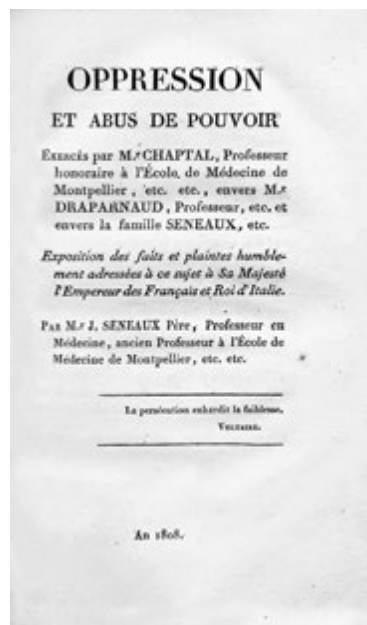 OPPRESSION
ET ABUS DE POUVOIR
Exercés par M.r CHAPTAL, Professeur
honoraire à l'École de Médecine de
Montpellier, etc. etc., envers M.r
DRAPARNAUD, Professeur, etc. et
envers la famille SENEAUX, etc.
Exposition des faits et plaintes humble-
ment adressées à ce sujet à Sa Majesté
l'Empereur des Français et Roi d'Italie.
Par M.r J. SENEAUX Père, Professeur en
Médecine, ancien Professeur à l'École de
Médecine de Montpellier, etc. etc.
La persécution enhardit la faiblesse.
Voltaire.
An 1808.